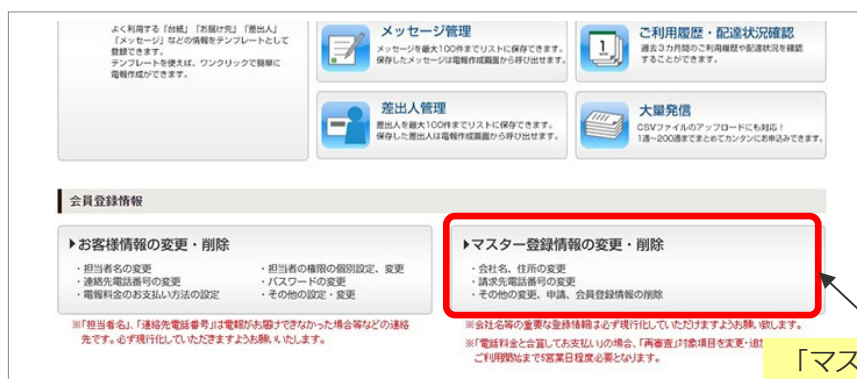 よく利用する「台紙」「お届け先」「差出人」
「メッセージ」などの情報をテンプレートとして
登録できます。
テンプレートを使えば、ワンクリックで簡単に
電報作成ができます。
メッセージ管理
メッセージを最大100件までリストに保存できます。
保存したメッセージは電報作成画面から呼び出せます。
ご利用履歴・配達状況確認
過去3カ月間のご利用履歴や配達状況を確認
することができます。
差出人管理
差出人を最大100件までリストに保存できます。
保存した差出人は電報作成画面から呼び出せます。
大量発信
CSVファイルのアップロードにも対応！
1通～200通までまとめてカンタンにお申込みできます。
会員登録情報
お客様情報の変更・削除
・担当者名の変更
・連絡先電話番号の変更
・電報料金のお支払い方法の設定
・担当者の権限の個別設定、変更
・パスワードの変更
・その他の設定・変更
※「担当者名」、「連絡先電話番号」は電報がお届けできなかった場合等などの連絡
先です。必ず現行化していただきますようお願いいたします。
マスター登録情報の変更・削除
・会社名、住所の変更
・請求先電話番号の変更
・その他の変更、申請、会員登録情報の削除
※会社名等の重要な登録情報は必ず現行化していただけますようお願い致します。
※「電話料金と合算してお支払い」の場合、「再審査」対象項目を変更・追
ご利用開始まで5営業日程度必要となります。
「マス